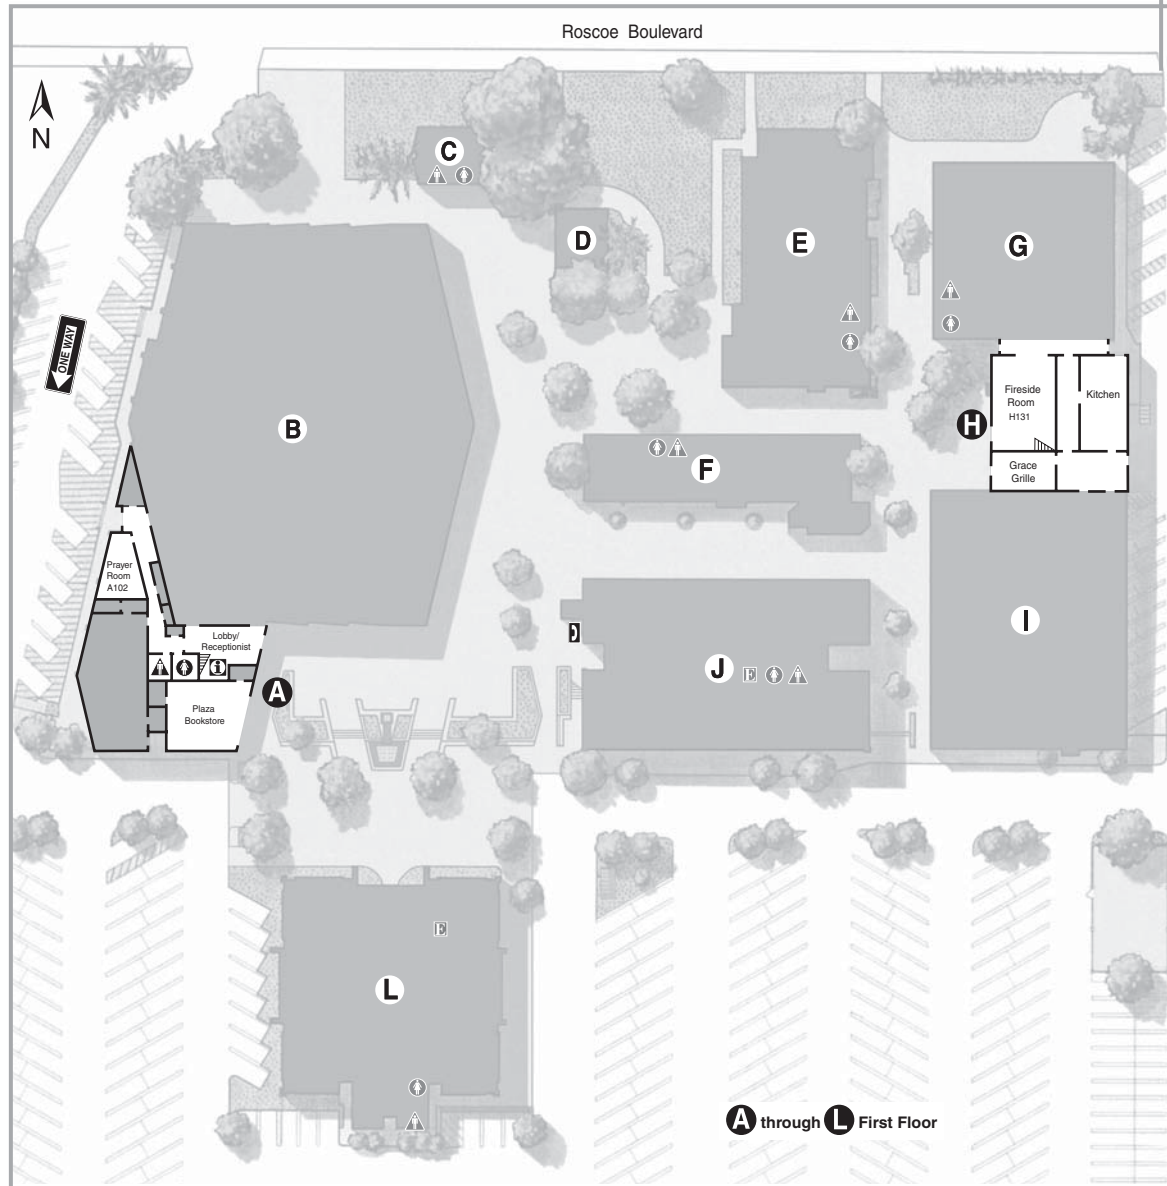 Roscoe Boulevard
N
C
D
E
G
ONE WAY
B
Fireside
Room
H131
Kitchen
H
F
Grace
Grille
Prayer
Room
A102
Lobby/
Receptionist
i
I
J
E
A
Plaza
Bookstore
E
L
A through L First Floor